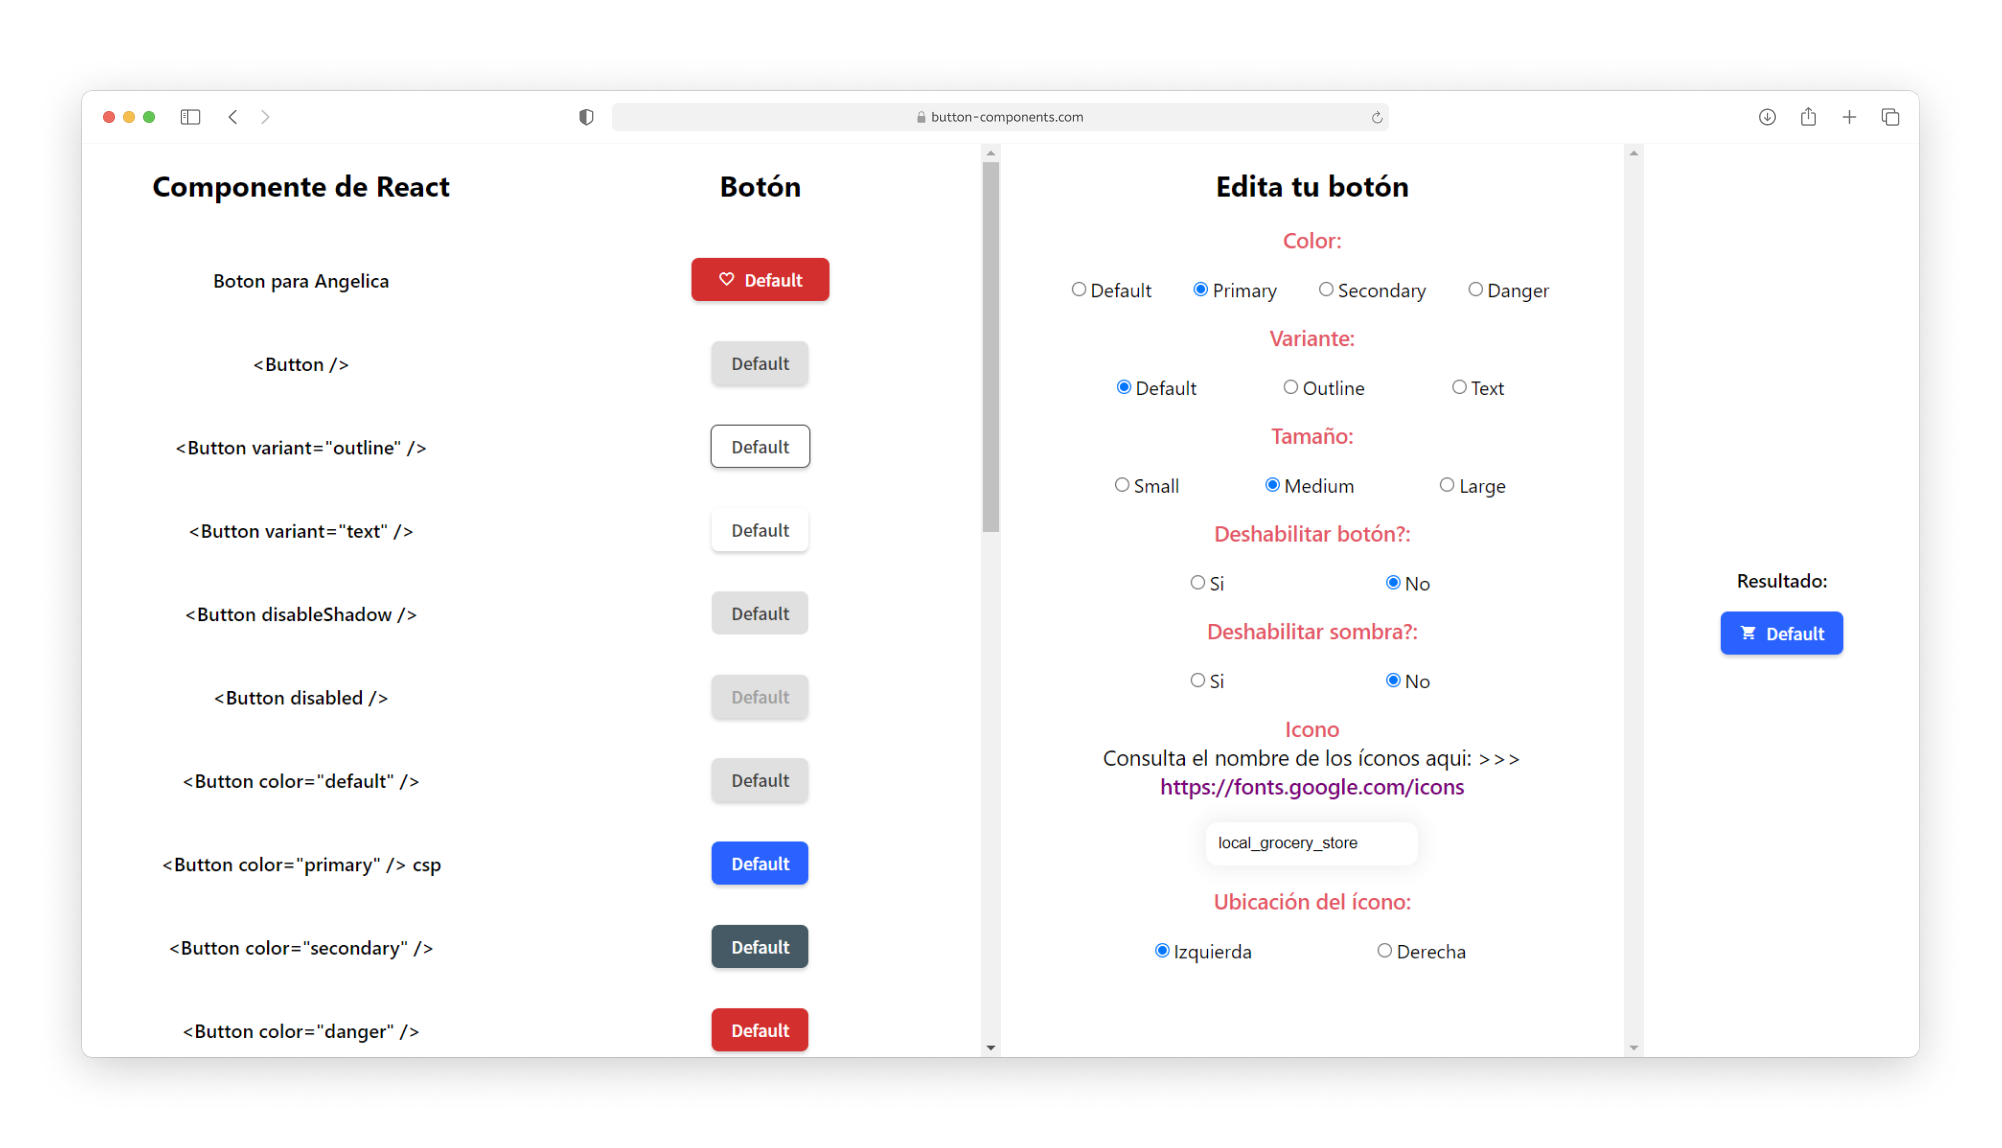 button-components.com
Componente de React
Botón
Boton para Angelica
Default
<Button />
Default
<Button variant="outline" />
Default
<Button variant="text" />
Default
<Button disableShadow />
Default
<Button disabled />
Default
<Button color="default" />
Default
<Button color="primary" /> csp
Default
<Button color="secondary" />
Default
<Button color="danger" />
Default
Edita tu botón
Color:
Default Primary Secondary Danger
Variante:
Default Outline Text
Tamaño:
Small Medium Large
Deshabilitar botón?:
Si No
Deshabilitar sombra?:
Si No
Icono
Consulta el nombre de los íconos aqui: >>>
https://fonts.google.com/icons
local_grocery_store
Ubicación del ícono:
Izquierda Derecha
Resultado:
Default